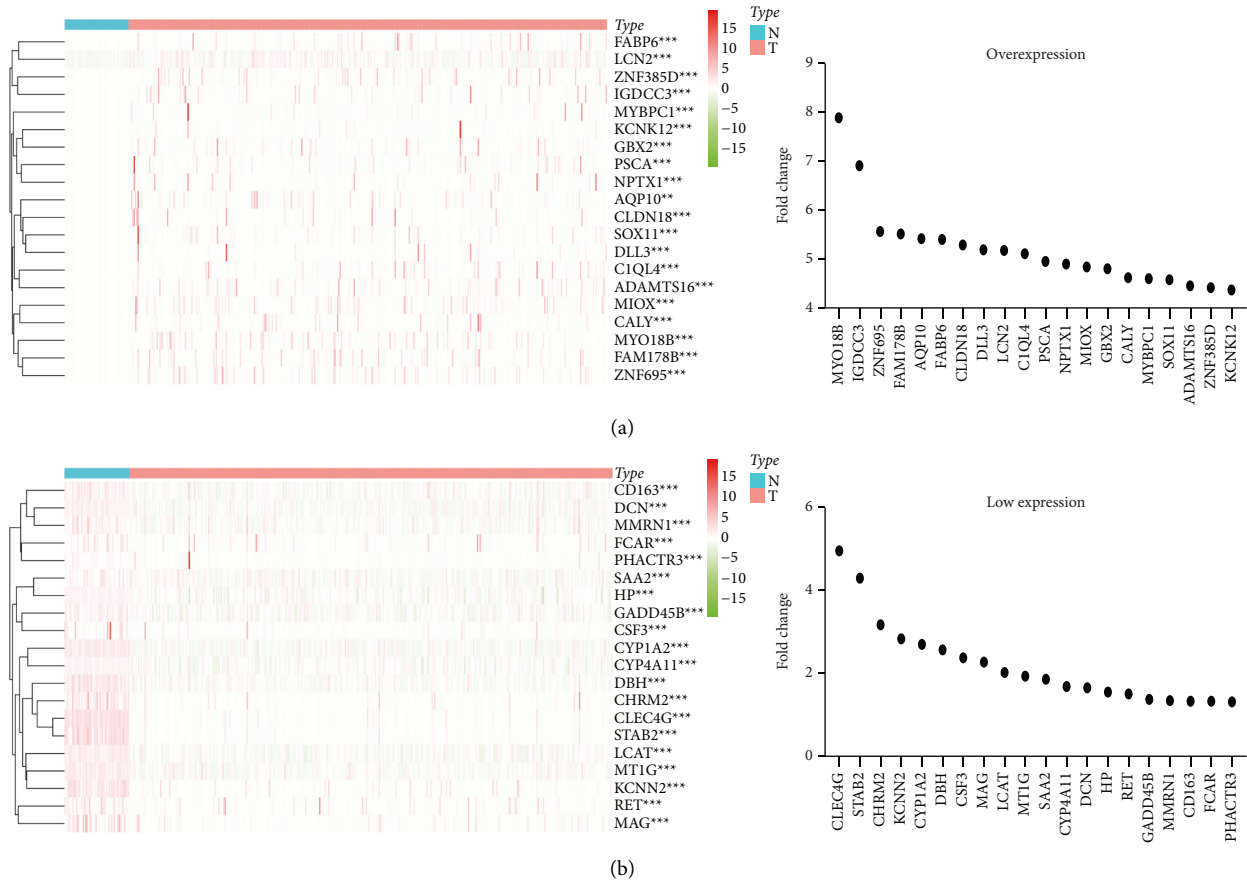 Type
FABP6***
LCN2***
ZNF385D***
IGDCC3***
MYBPC1***
KCNK12***
GBX2***
PSCA***
NPTX1***
AQP10**
CLDN18***
SOX11***
DLL3***
C1QL4***
ADAMTS16***
MIOX***
CALY***
MYO18B***
FAM178B***
ZNF695***
15
10
5
0
−5
−10
−15
Type
N
T
Overexpression
Fold change
9
8
7
6
5
4
MYO18B
IGDCC3
ZNF695
FAM178B
AQP10
FABP6
CLDN18
DLL3
LCN2
C1QL4
PSCA
NPTX1
MIOX
GBX2
CALY
MYBPC1
SOX11
ADAMTS16
ZNF385D
KCNK12
(a)
Type
CD163***
DCN***
MMRN1***
FCAR***
PHACTR3***
SAA2***
HP***
GADD45B***
CSF3***
CYP1A2***
CYP4A11***
DBH***
CHRM2***
CLEC4G***
STAB2***
LCAT***
MT1G***
KCNN2***
RET***
MAG***
15
10
5
0
−5
−10
−15
Type
N
T
Low expression
Fold change
6
4
2
0
CLEC4G
STAB2
CHRM2
KCNN2
CYP1A2
DBH
CSF3
MAG
LCAT
MT1G
SAA2
CYP4A11
DCN
HP
RET
GADD45B
MMRN1
CD163
FCAR
PHACTR3
(b)